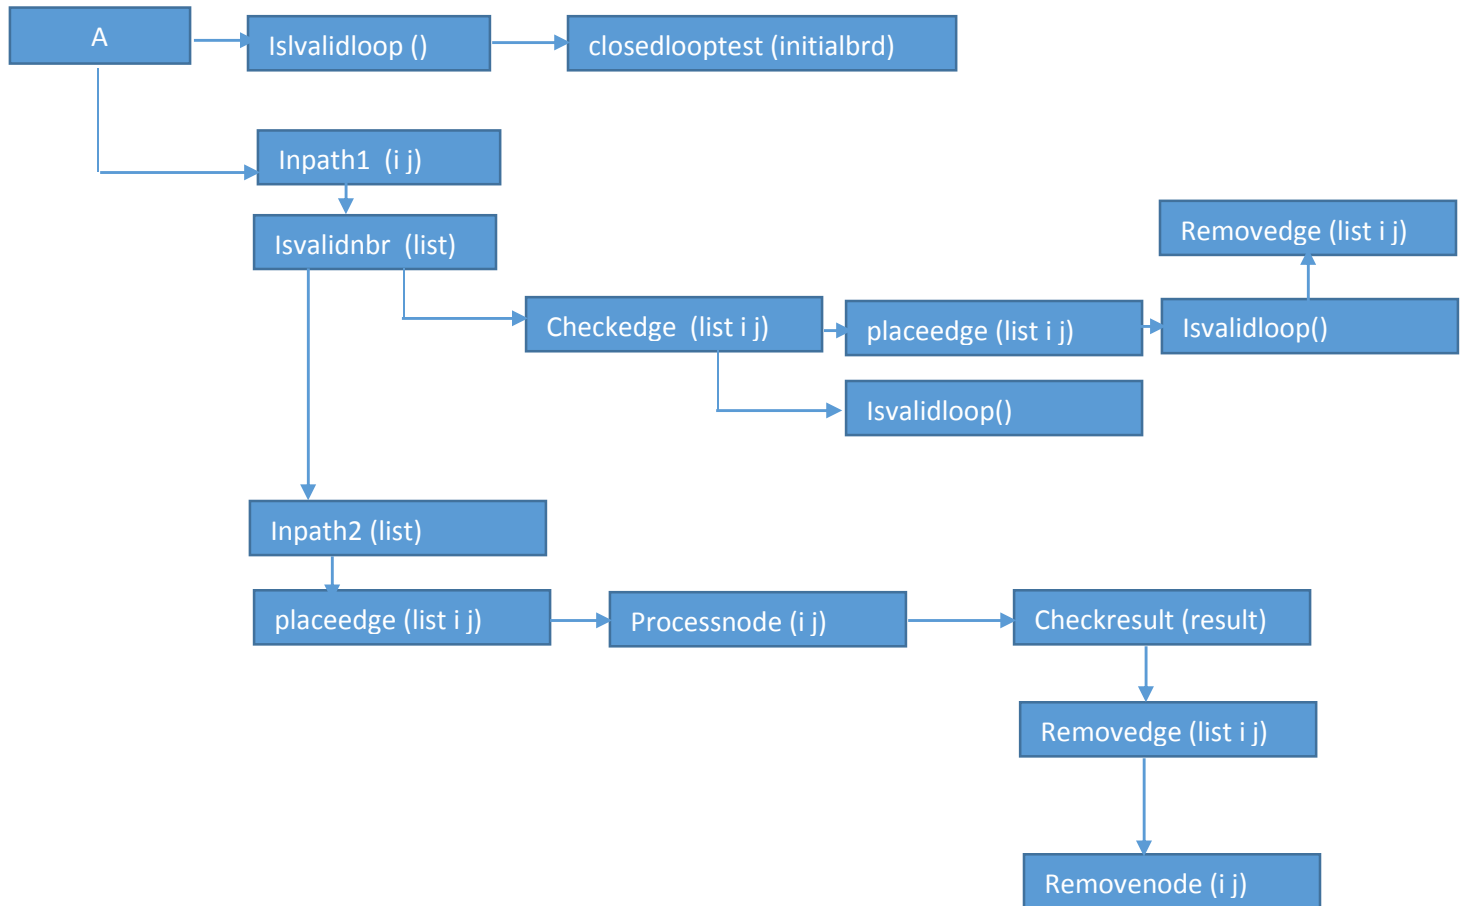 A
Islvalidloop ()
closedlooptest (initialbrd)
Inpath1 (i j)
Isvalidnbr (list)
Removedge (list i j)
Checkedge (list i j)
placeedge (list i j)
Isvalidloop()
Isvalidloop()
Inpath2 (list)
placeedge (list i j)
Processnode (i j)
Checkresult (result)
Removedge (list i j)
Removenode (i j)